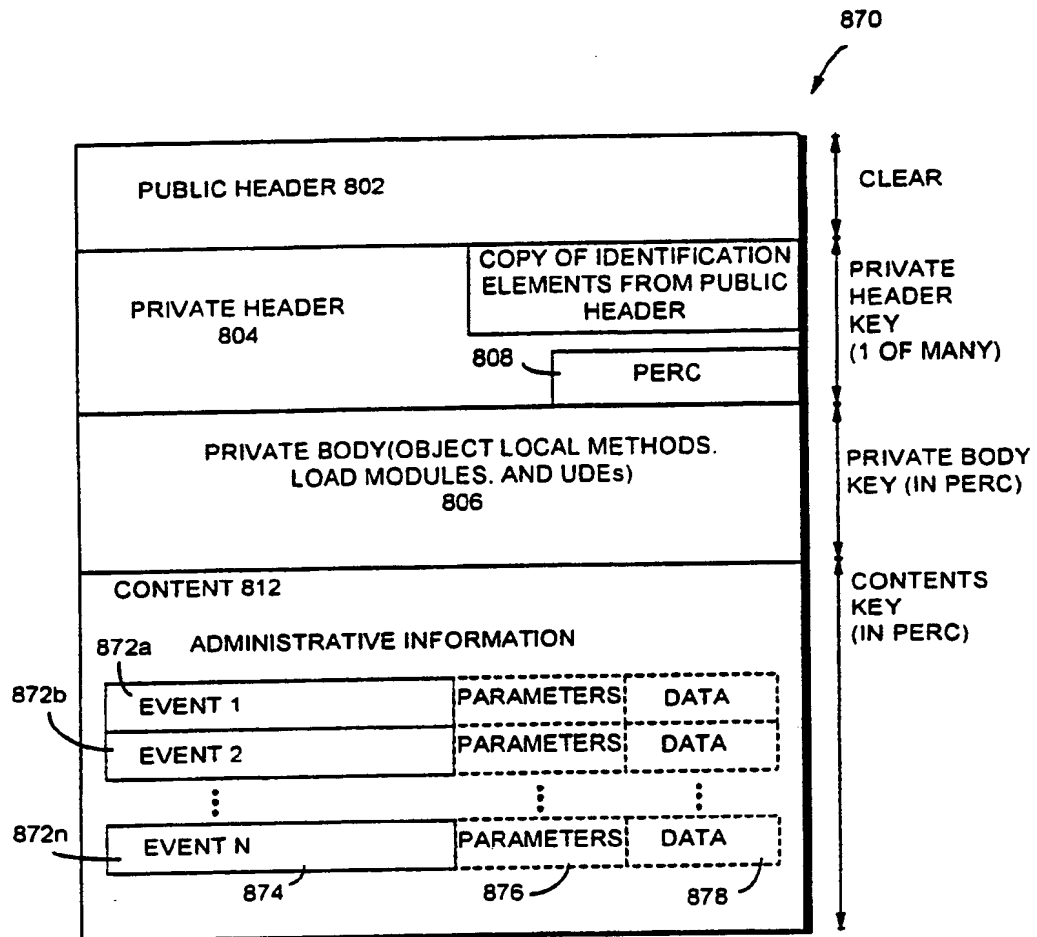 870
PUBLIC HEADER 802
CLEAR
PRIVATE HEADER
804
COPY OF IDENTIFICATION
ELEMENTS FROM PUBLIC
HEADER
808
PERC
PRIVATE
HEADER
KEY
(1 OF MANY)
PRIVATE BODY(OBJECT LOCAL METHODS.
LOAD MODULES. AND UDEs)
806
PRIVATE BODY
KEY (IN PERC)
CONTENT 812
CONTENTS
KEY
(IN PERC)
ADMINISTRATIVE INFORMATION
872a
EVENT 1 PARAMETERS DATA
872b
EVENT 2 PARAMETERS DATA
872n
EVENT N PARAMETERS DATA
874 876 878